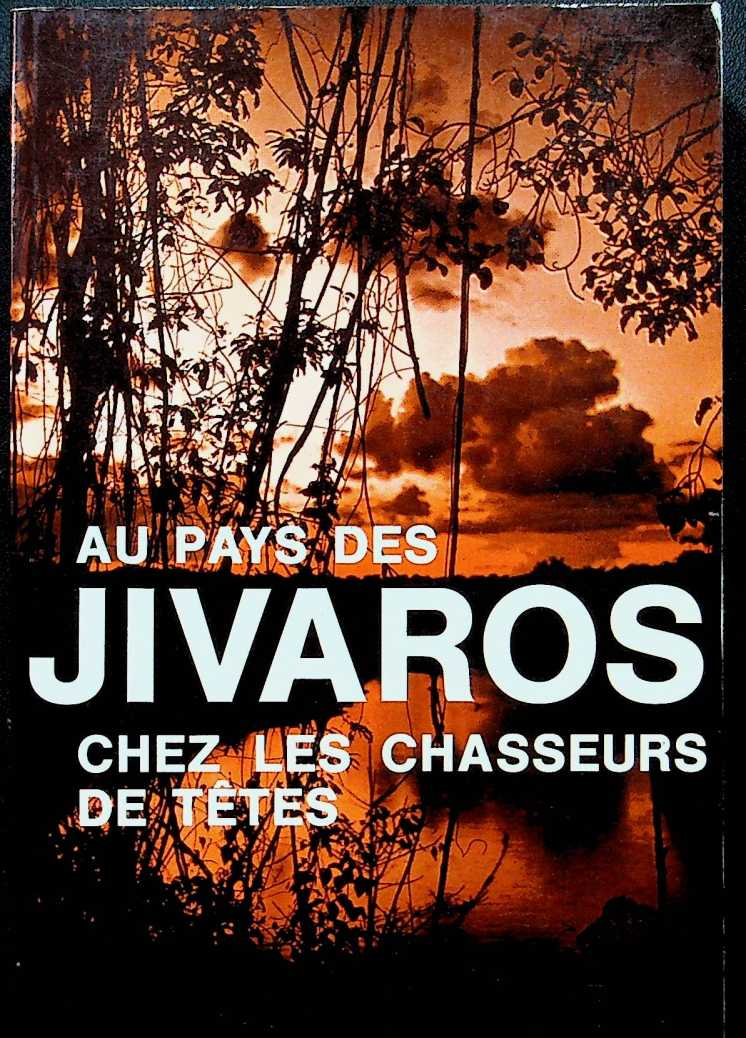 AU PAYS DES
JIVAROS
CHEZ LES CHASSEURS
DE TÊTES